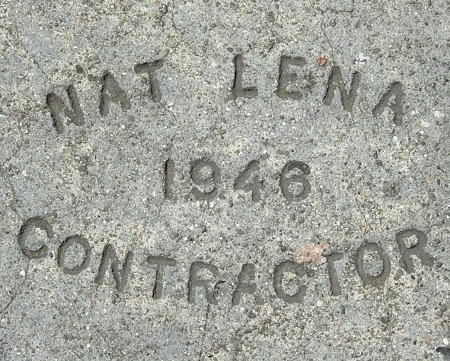 NAT LENA
1946
CONTRACTOR